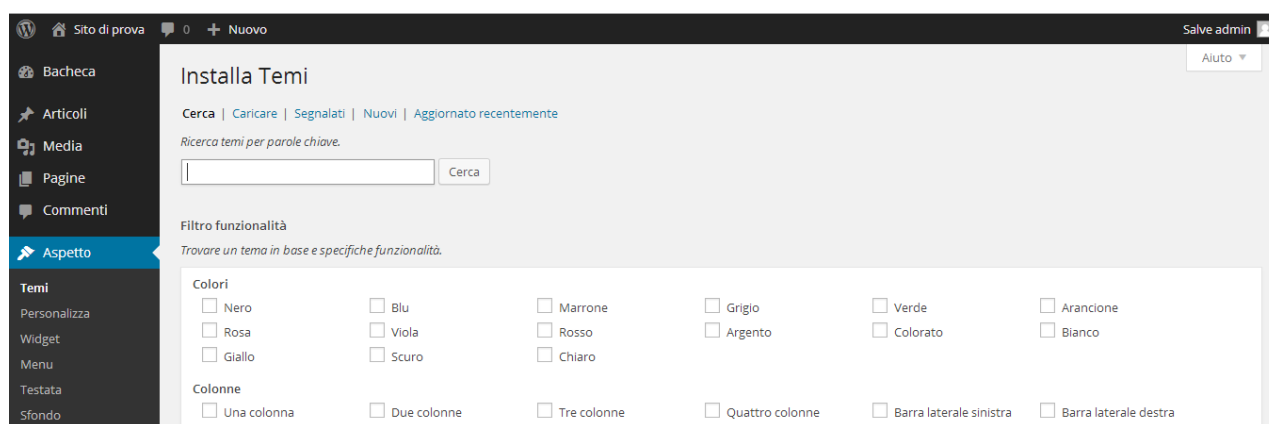 Sito di prova 0 + Nuovo Salve admin
Aiuto
Bacheca
Articoli
Media
Pagine
Commenti
Aspetto
Temi
Personalizza
Widget
Menu
Testata
Sfondo
Installa Temi
Cerca | Caricare | Segnalati | Nuovi | Aggiornato recentemente
Ricerca temi per parole chiave.
Cerca
Filtro funzionalità
Trovare un tema in base e specifiche funzionalità.
Colori
Nero Blu Marrone Grigio Verde Arancione
Rosa Viola Rosso Argento Colorato Bianco
Giallo Scuro Chiaro
Colonne
Una colonna Due colonne Tre colonne Quattro colonne Barra laterale sinistra Barra laterale destra